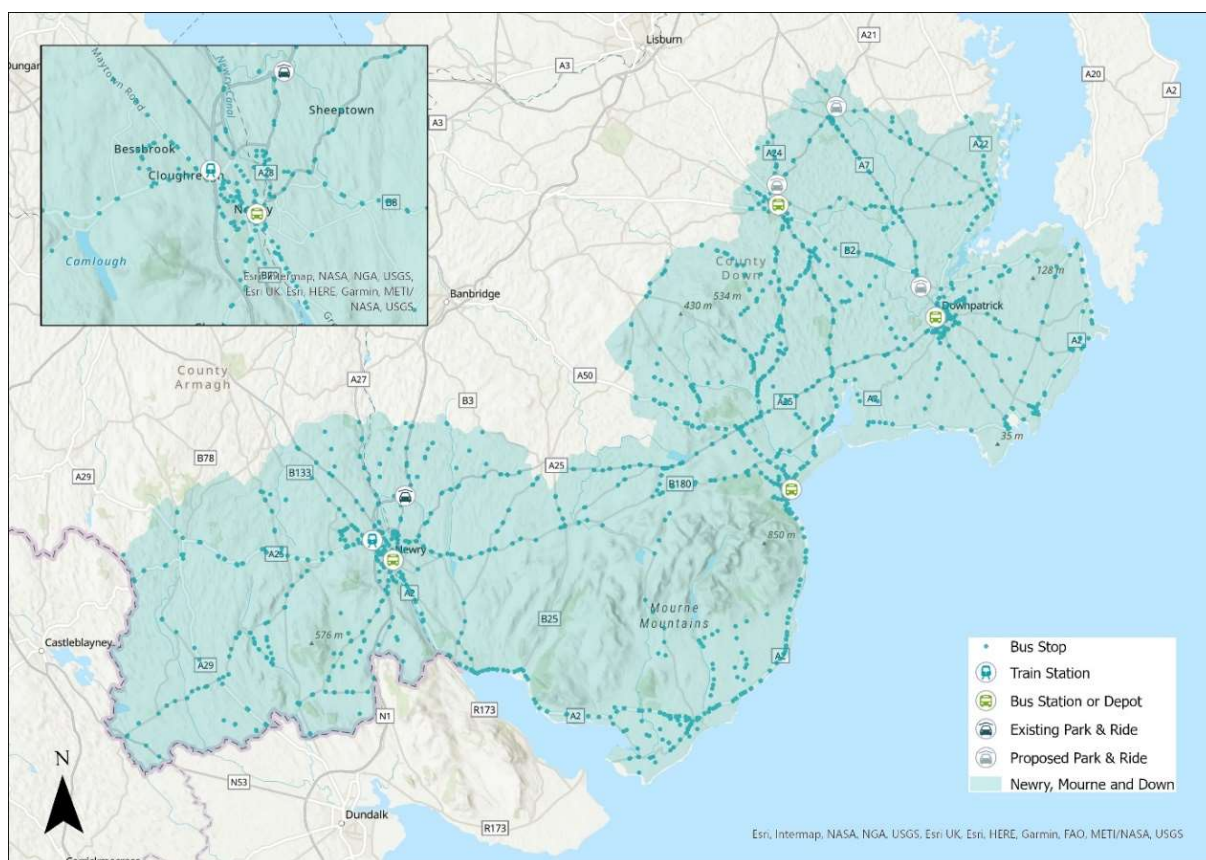 Lisburn
A21
A3
A20
A2
Dungan
Maytown Road
Newry Canal
Sheeptown
Bessbrook
A28
B8
Camlough
Esri, Intermap, NASA, NGA, USGS,
Esri UK, Esri, HERE, Garmin, METI/
NASA, USGS
A3
A24
A7
A22
B2
County
Down
128 m
534 m
430 m
Downpatrick
A2
Banbridge
County
Armagh
A27
A50
B3
A25
35 m
B78
A29
B133
A25
B180
850 m
A25
Newry
A2
B25
Mourne
Mountains
576 m
Castleblayney
A29
A2
N1
R173
A2
N53
Dundalk
R173
N
Bus Stop
Train Station
Bus Station or Depot
Existing Park & Ride
Proposed Park & Ride
Newry, Mourne and Down
Esri, Intermap, NASA, NGA, USGS, Esri UK, Esri, HERE, Garmin, FAO, METI/NASA, USGS